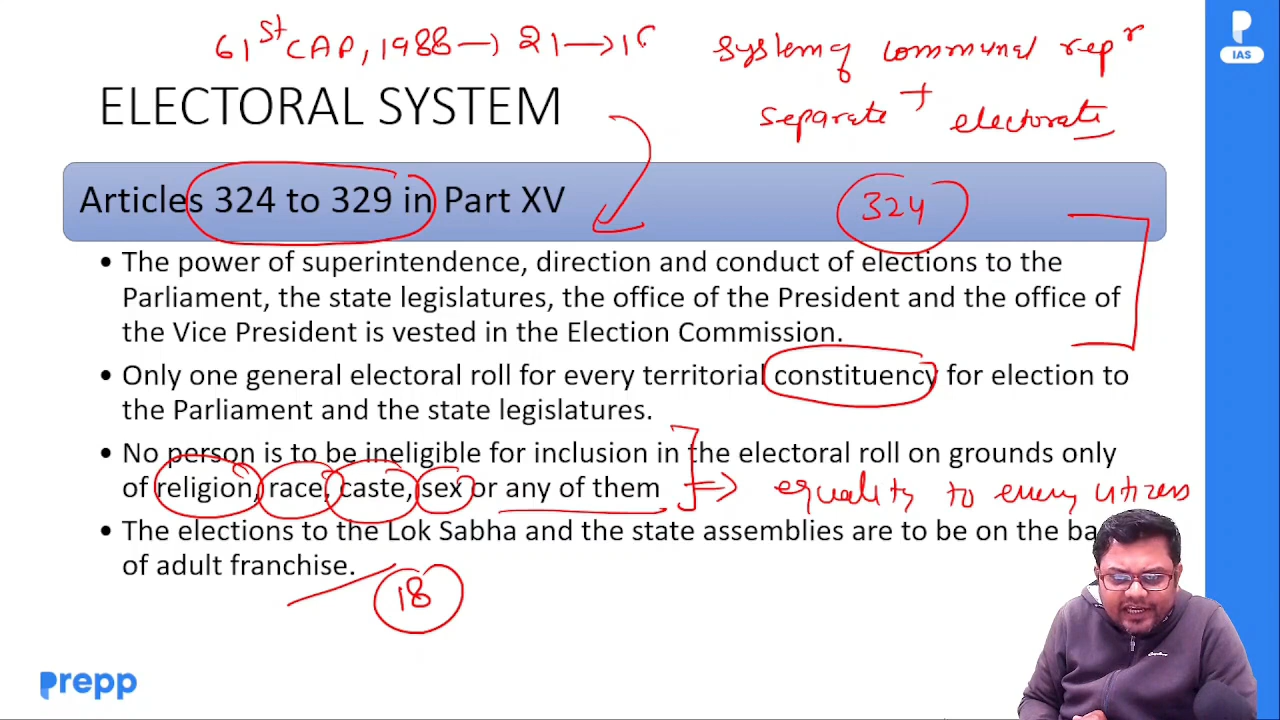 61st CAA, 1988 → 21 → 18
system of communal repr
+
separate electorate
P
IAS
ELECTORAL SYSTEM
Articles 324 to 329 in Part XV
324
• The power of superintendence, direction and conduct of elections to the
Parliament, the state legislatures, the office of the President and the office of
the Vice President is vested in the Election Commission.
• Only one general electoral roll for every territorial constituency for election to
the Parliament and the state legislatures.
• No person is to be ineligible for inclusion in the electoral roll on grounds only
of religion, race, caste, sex or any of them
⇒ equality to every citizens
• The elections to the Lok Sabha and the state assemblies are to be on the
of adult franchise.
18
prepp